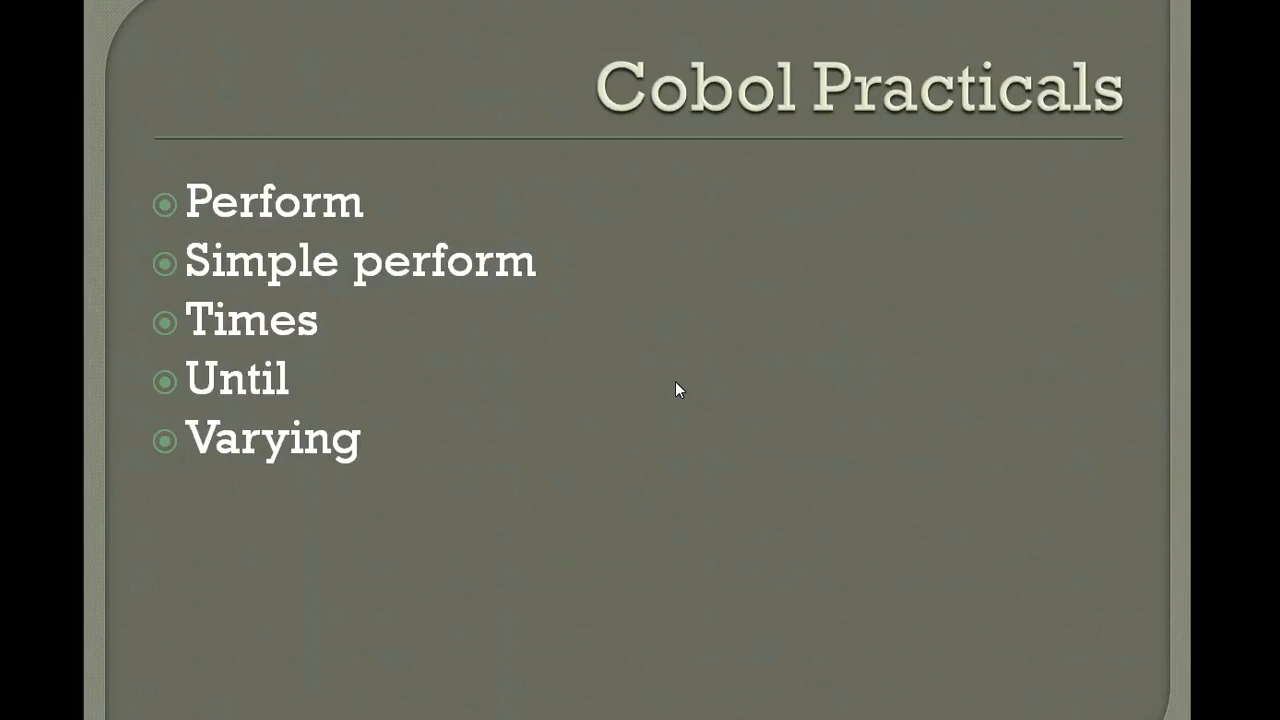 Cobol Practicals
Perform
Simple perform
Times
Until
Varying